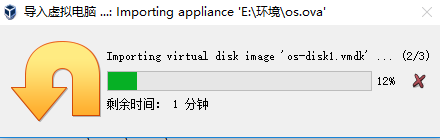 导入虚拟电脑 ...: Importing appliance 'E:\环境\os.ova'
Importing virtual disk image 'os-disk1.vmdk' ... (2/3)
12%
剩余时间： 1 分钟